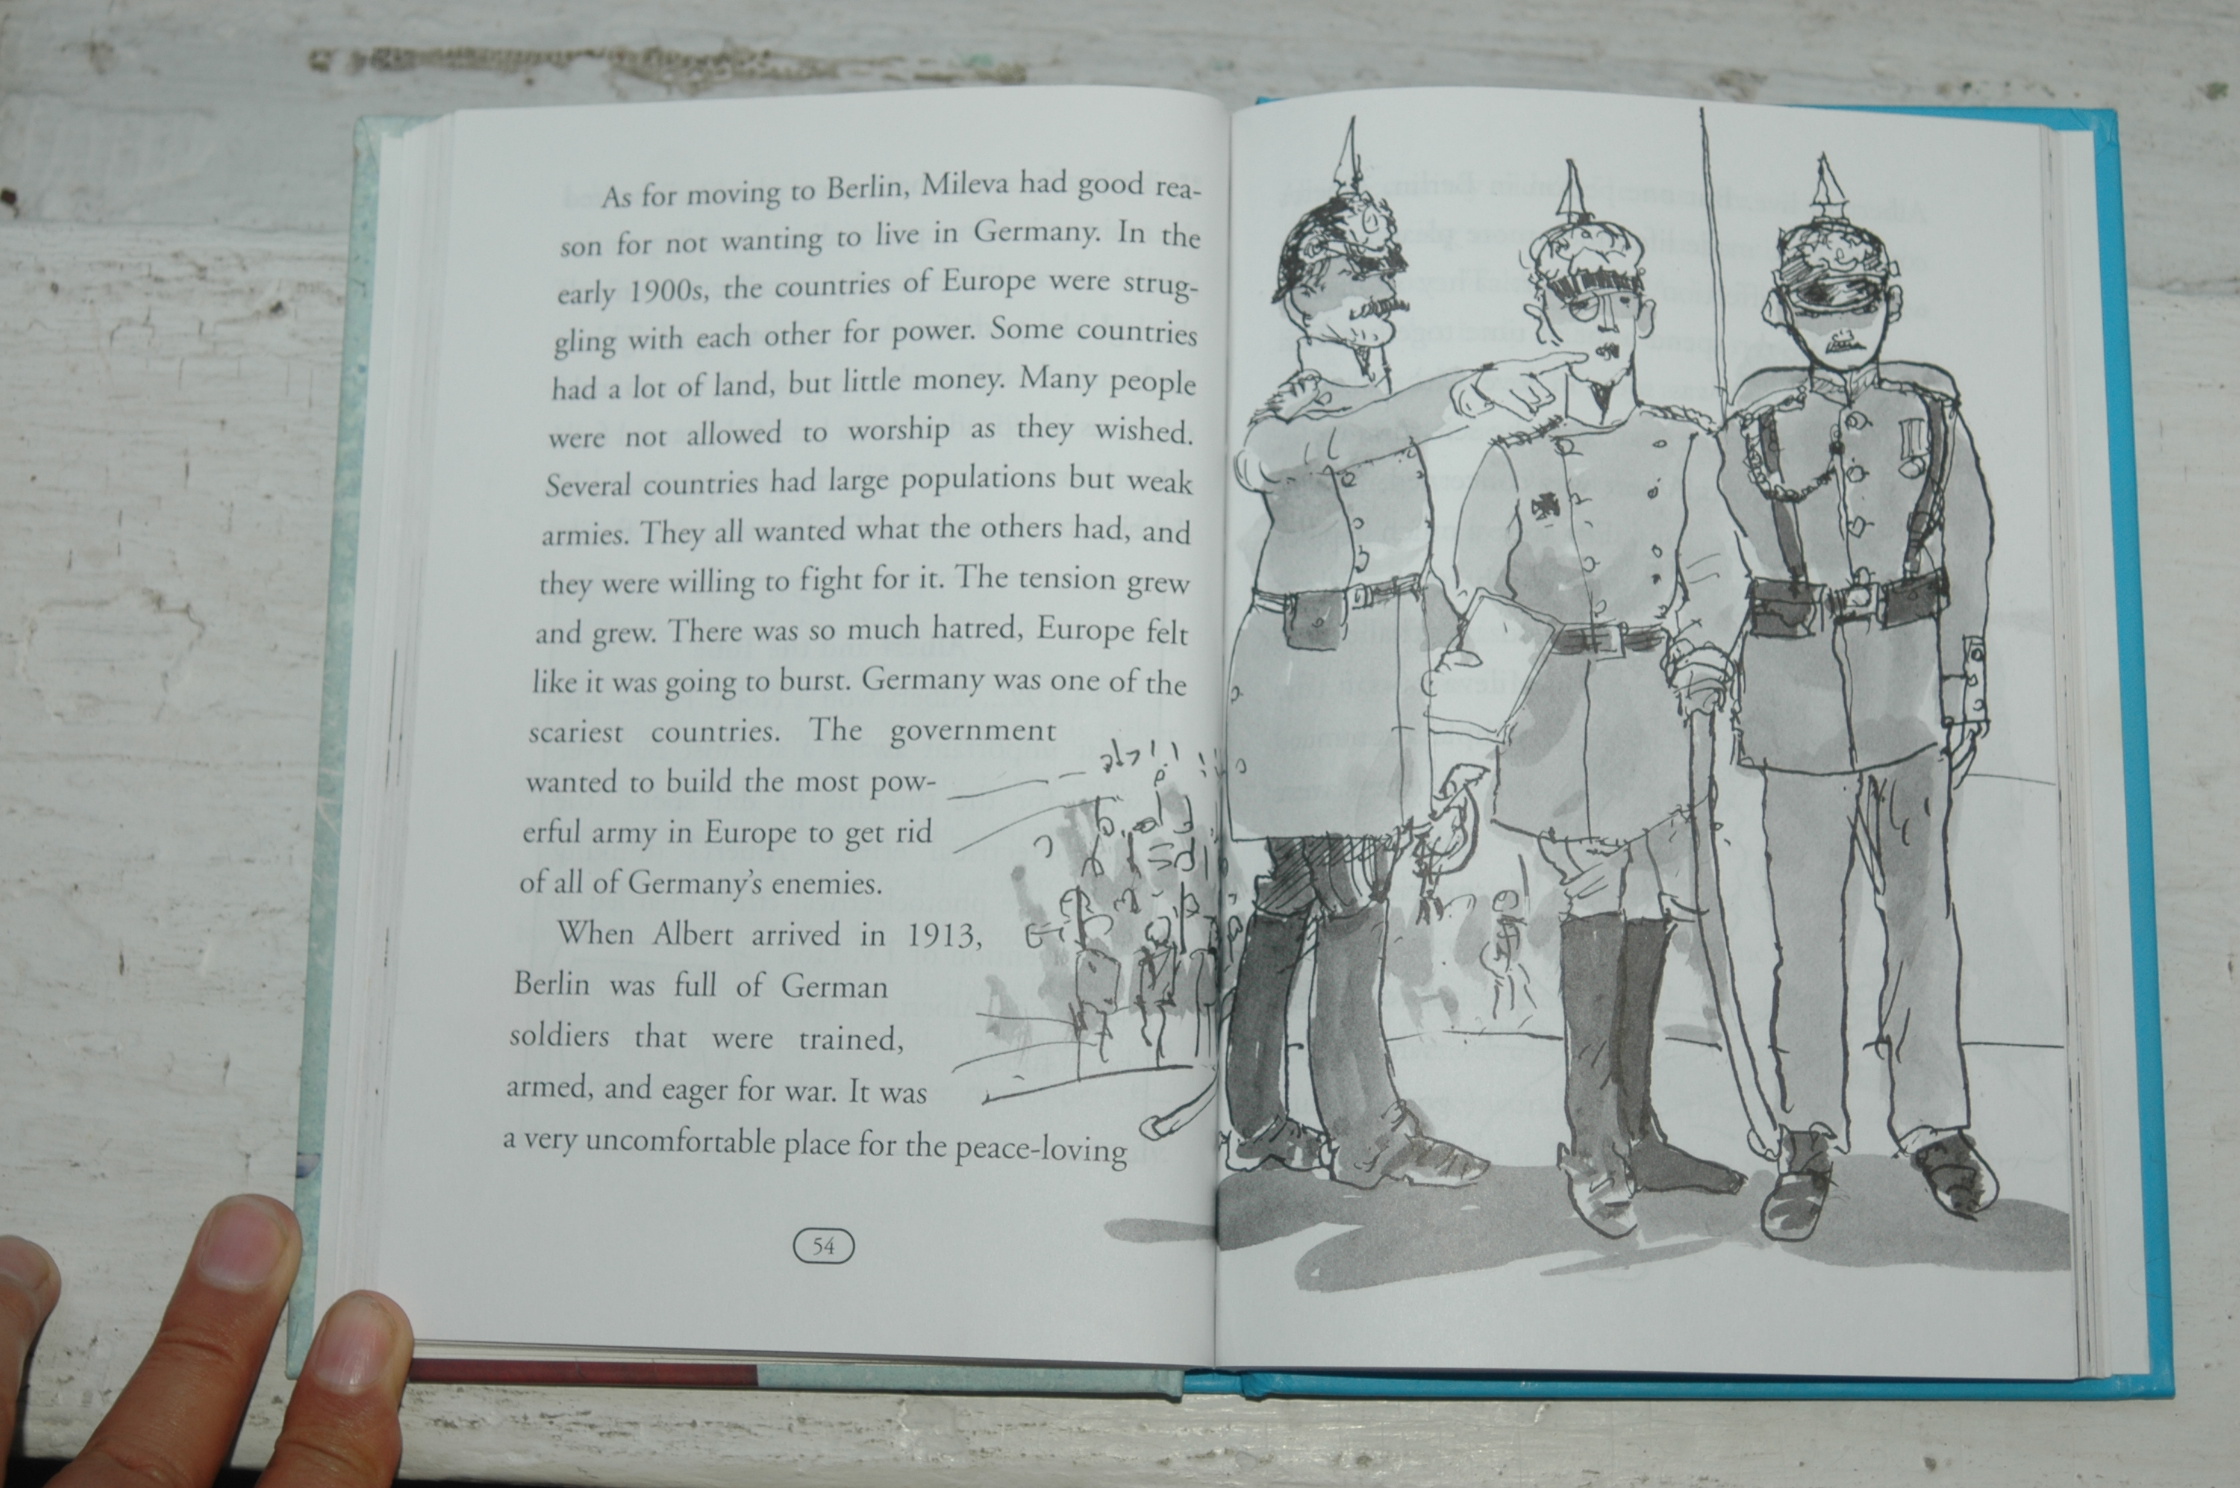 As for moving to Berlin, Mileva had good rea-
son for not wanting to live in Germany. In the
early 1900s, the countries of Europe were strug-
gling with each other for power. Some countries
had a lot of land, but little money. Many people
were not allowed to worship as they wished.
Several countries had large populations but weak
armies. They all wanted what the others had, and
they were willing to fight for it. The tension grew
and grew. There was so much hatred, Europe felt
like it was going to burst. Germany was one of the
scariest countries. The government
wanted to build the most pow-
erful army in Europe to get rid
of all of Germany's enemies.
When Albert arrived in 1913,
Berlin was full of German
soldiers that were trained,
armed, and eager for war. It was
a very uncomfortable place for the peace-loving
54